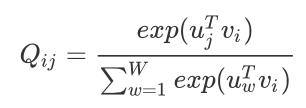 Q_{ij} = \frac{exp(u_j^T v_i)}{\sum_{w=1}^{W} exp(u_w^T v_i)}